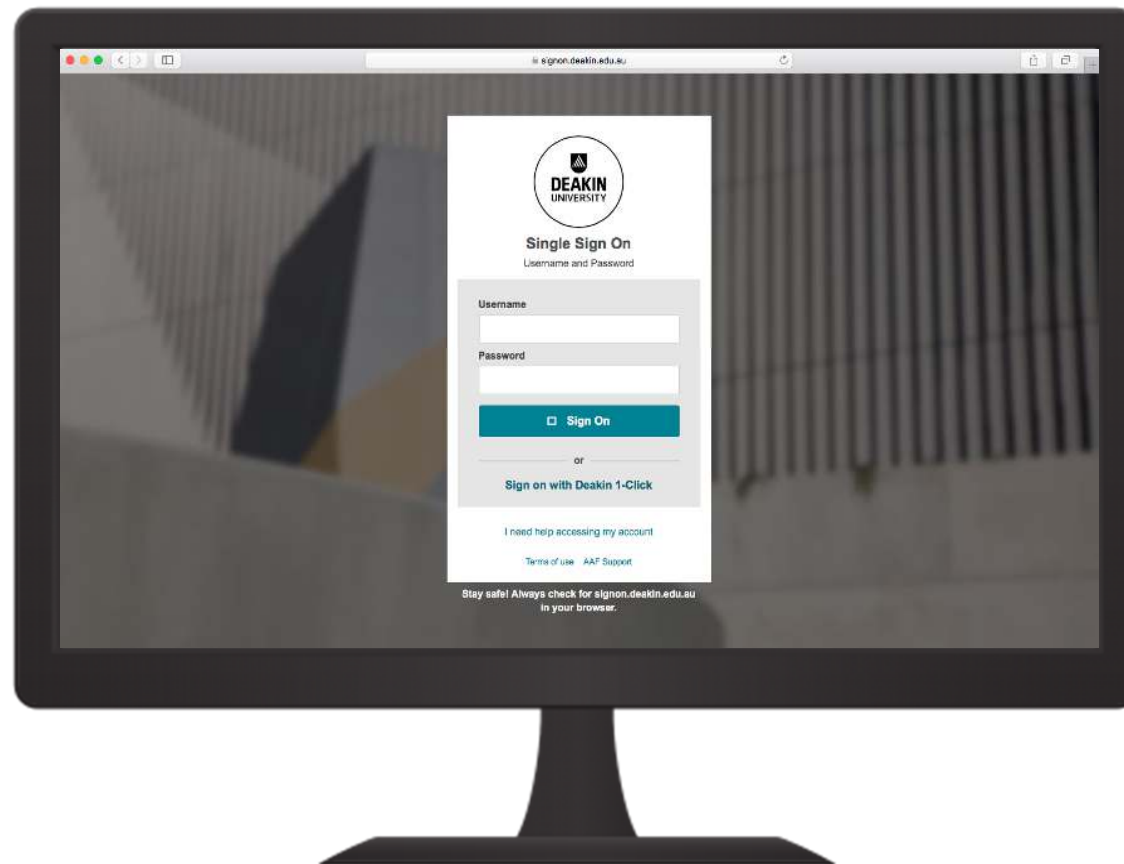 signon.deakin.edu.au
DEAKIN
UNIVERSITY
Single Sign On
Username and Password
Username
Password
Sign On
or
Sign on with Deakin 1-Click
I need help accessing my account
Terms of use AAF Support
Stay safe! Always check for signon.deakin.edu.au
in your browser.